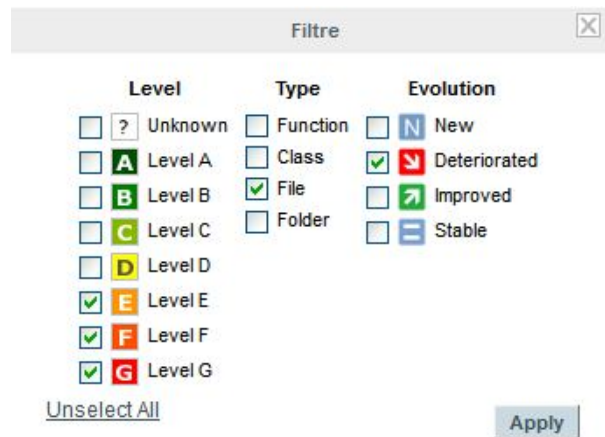 Filtre
Level Type Evolution
? Unknown Function N New
A Level A Class Deteriorated
B Level B File Improved
C Level C Folder Stable
D Level D
E Level E
F Level F
G Level G
Unselect All Apply